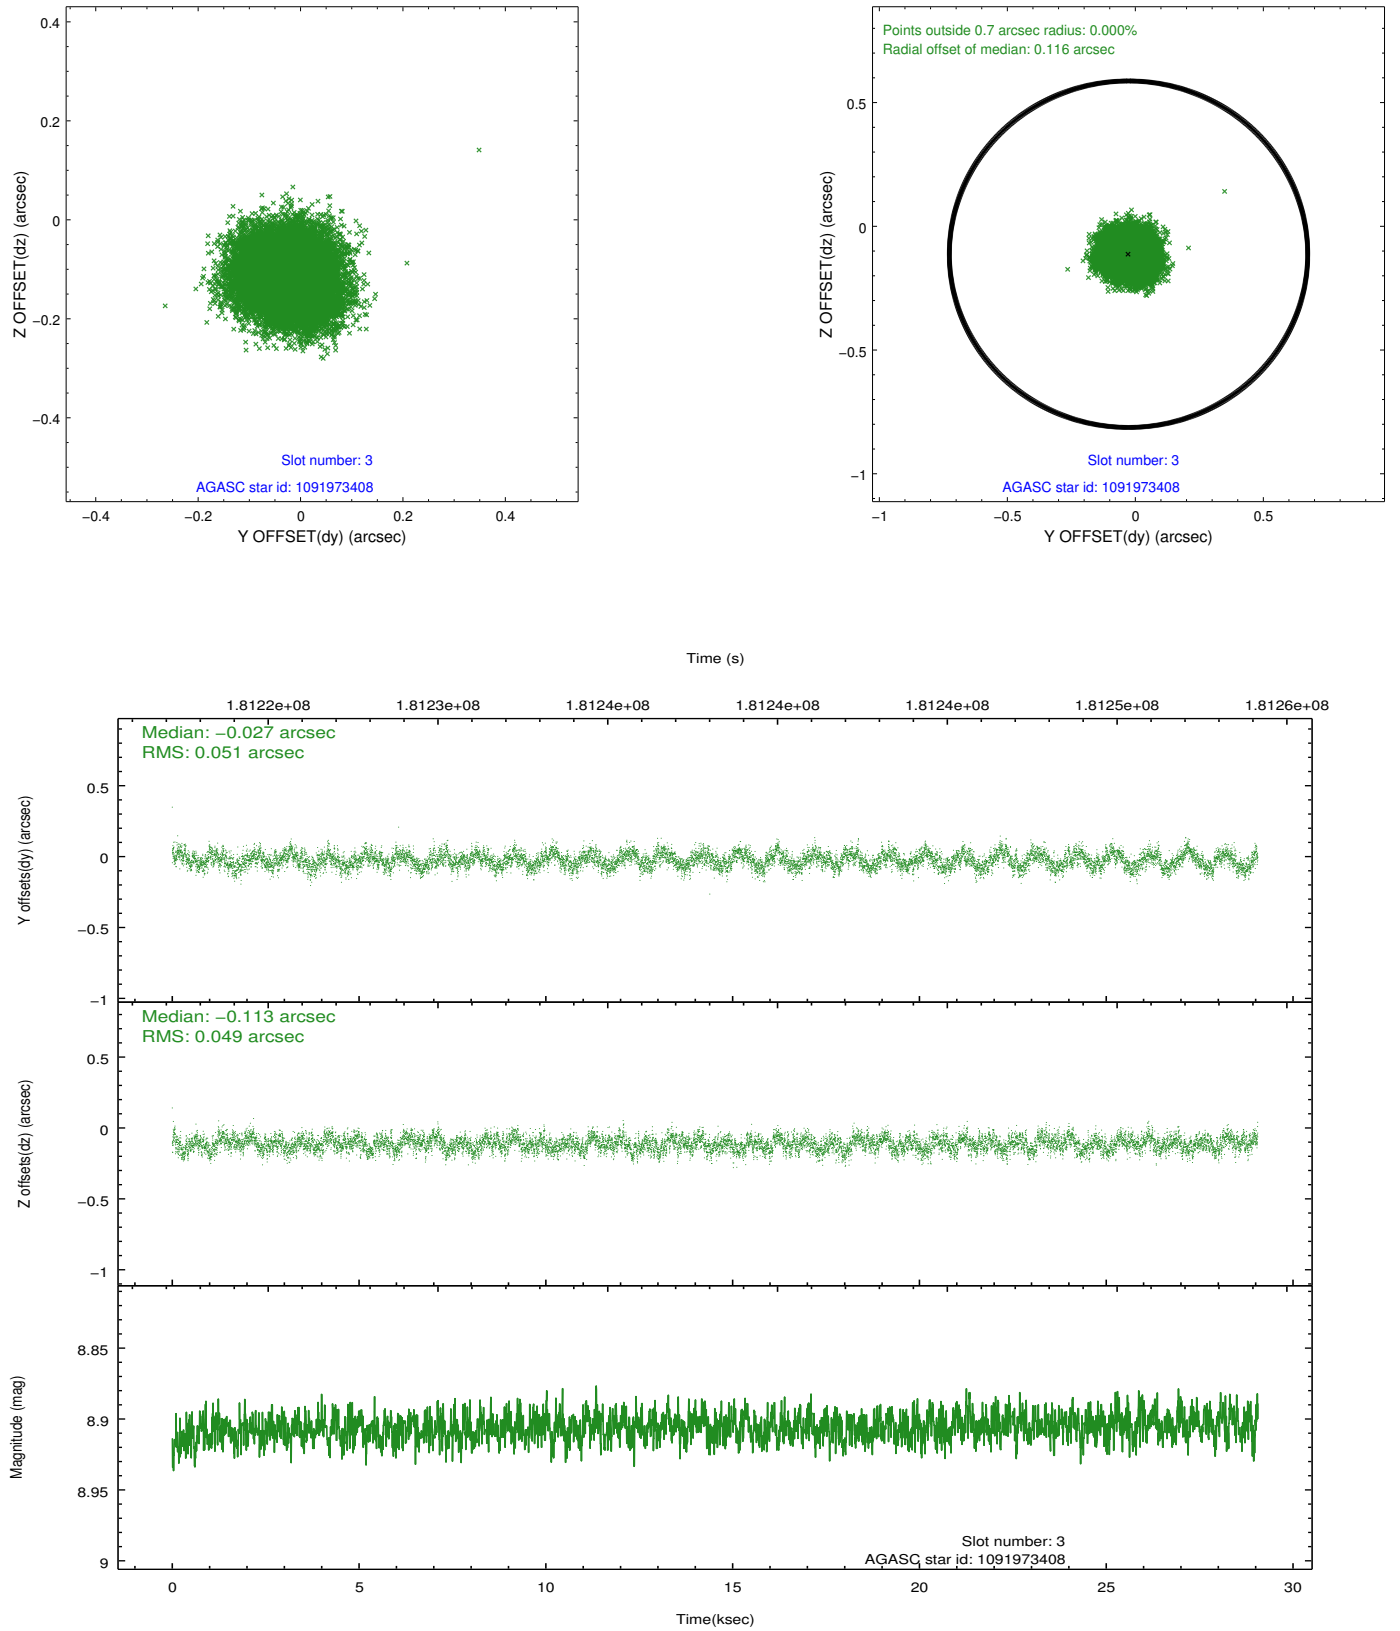 0.4
0.2
0
−0.2
−0.4
Z OFFSET(dz) (arcsec)
Slot number: 3
AGASC star id: 1091973408
−0.4
−0.2
0
0.2
0.4
Y OFFSET(dy) (arcsec)
Points outside 0.7 arcsec radius: 0.000%
Radial offset of median: 0.116 arcsec
0.5
0
−0.5
−1
Z OFFSET(dz) (arcsec)
Slot number: 3
AGASC star id: 1091973408
−1
−0.5
0
0.5
Y OFFSET(dy) (arcsec)
Time (s)
1.8122e+08
1.8123e+08
1.8124e+08
1.8124e+08
1.8124e+08
1.8125e+08
1.8126e+08
Median: −0.027 arcsec
RMS: 0.051 arcsec
0.5
0
−0.5
−1
Y offsets(dy) (arcsec)
Median: −0.113 arcsec
RMS: 0.049 arcsec
0.5
0
−0.5
−1
Z offsets(dz) (arcsec)
8.85
8.9
8.95
9
Magnitude (mag)
Slot number: 3
AGASC star id: 1091973408
0
5
10
15
20
25
30
Time(ksec)